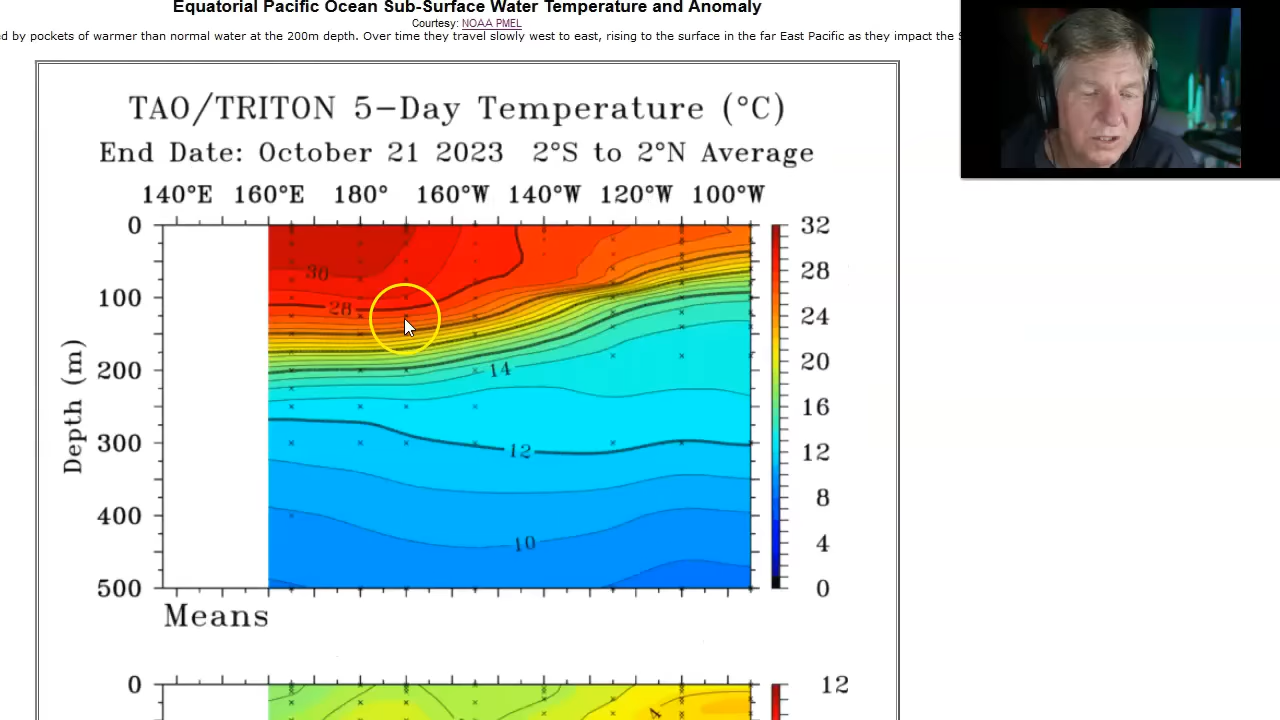 Equatorial Pacific Ocean Sub-Surface Water Temperature and Anomaly
Courtesy: NOAA PMEL
ed by pockets of warmer than normal water at the 200m depth. Over time they travel slowly west to east, rising to the surface in the far East Pacific as they impact the
TAO/TRITON 5-Day Temperature (°C)
End Date: October 21 2023 2°S to 2°N Average
140°E 160°E 180° 160°W 140°W 120°W 100°W
0
100
200
300
400
500
Depth (m)
30
28
14
12
10
32
28
24
20
16
12
8
4
0
Means
0
4
12